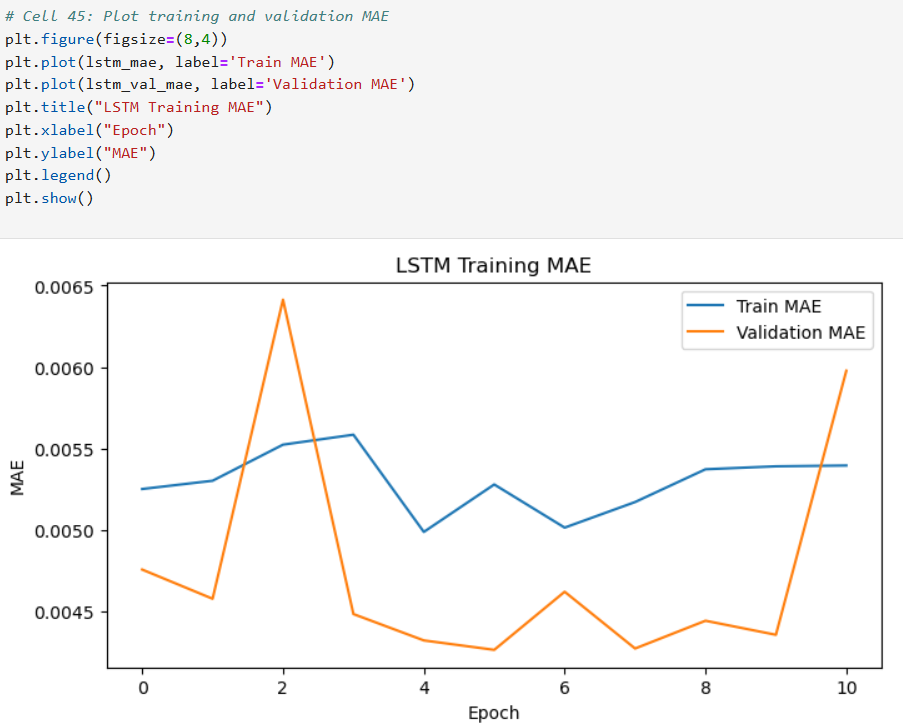 # Cell 45: Plot training and validation MAE
plt.figure(figsize=(8,4))
plt.plot(lstm_mae, label='Train MAE')
plt.plot(lstm_val_mae, label='Validation MAE')
plt.title("LSTM Training MAE")
plt.xlabel("Epoch")
plt.ylabel("MAE")
plt.legend()
plt.show()
LSTM Training MAE
Train MAE
Validation MAE
MAE
0.0065
0.0060
0.0055
0.0050
0.0045
0 2 4 6 8 10
Epoch